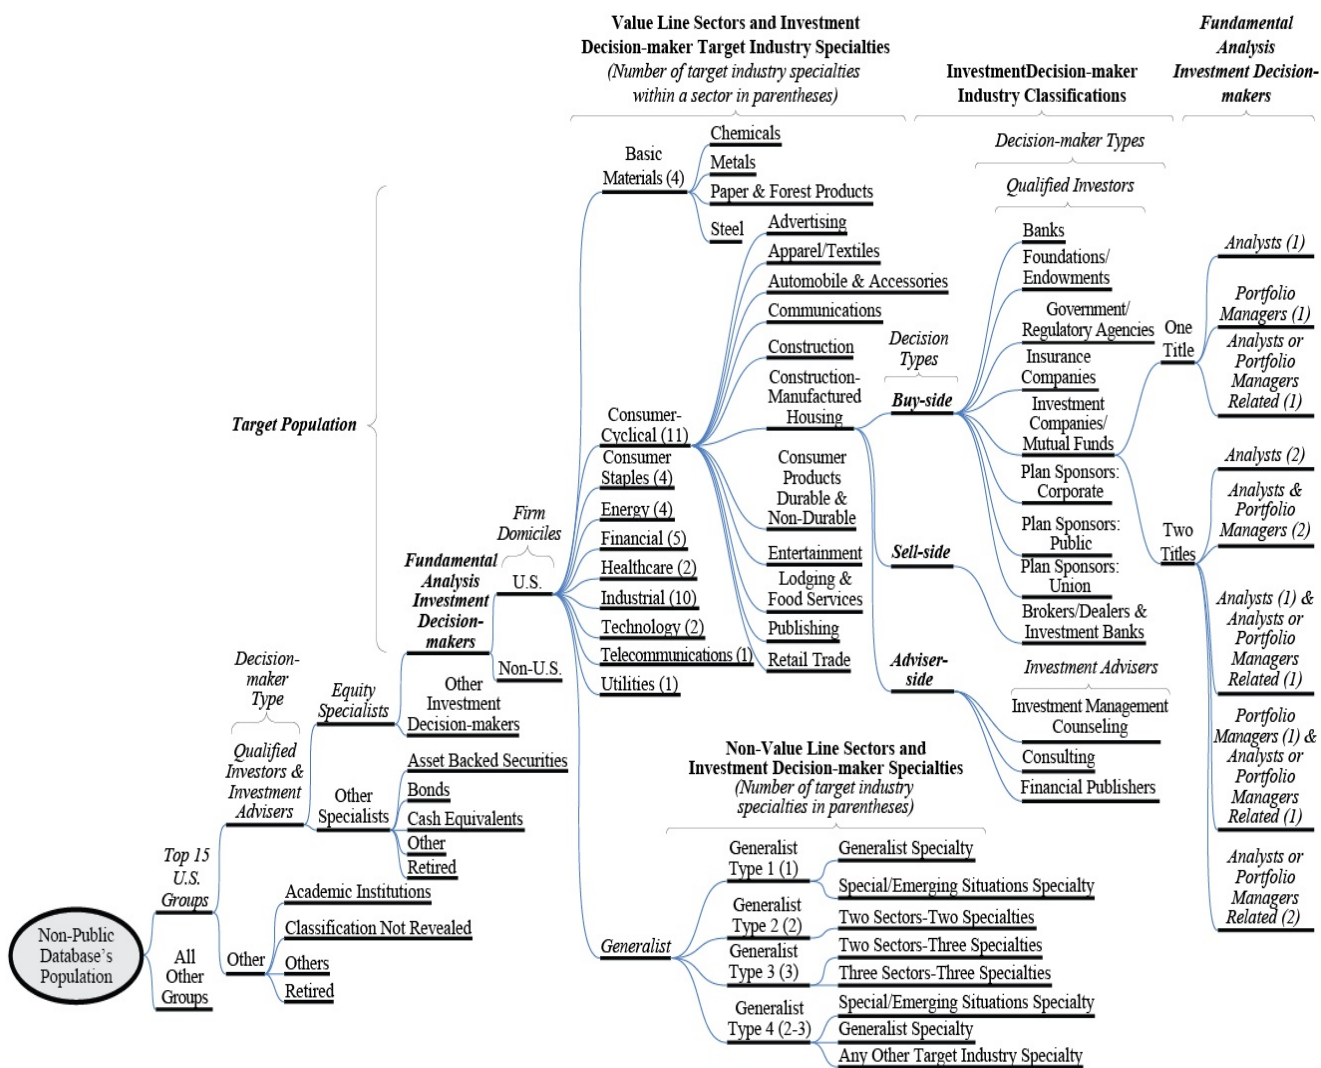 Value Line Sectors and Investment
Decision-maker Target Industry Specialties
(Number of target industry specialties
within a sector in parentheses)
InvestmentDecision-maker
Industry Classifications
Fundamental
Analysis
Investment Decision-
makers
Decision-maker Types
Qualified Investors
Basic
Materials (4)
Chemicals
Metals
Paper & Forest Products
Steel
Consumer-
Cyclical (11)
Consumer
Staples (4)
Energy (4)
Financial (5)
Healthcare (2)
Industrial (10)
Technology (2)
Telecommunications (1)
Utilities (1)
Advertising
Apparel/Textiles
Automobile & Accessories
Communications
Construction
Construction-
Manufactured
Housing
Consumer
Products
Durable &
Non-Durable
Entertainment
Lodging &
Food Services
Publishing
Retail Trade
Decision
Types
Buy-side
Sell-side
Adviser-
side
Banks
Foundations/
Endowments
Government/
Regulatory Agencies
Insurance
Companies
Investment
Companies/
Mutual Funds
Plan Sponsors:
Corporate
Plan Sponsors:
Public
Plan Sponsors:
Union
Brokers/Dealers &
Investment Banks
Investment Advisers
Investment Management
Counseling
Consulting
Financial Publishers
One
Title
Two
Titles
Analysts (1)
Portfolio
Managers (1)
Analysts or
Portfolio
Managers
Related (1)
Analysts (2)
Analysts &
Portfolio
Managers (2)
Analysts (1) &
Analysts or
Portfolio
Managers
Related (1)
Portfolio
Managers (1) &
Analysts or
Portfolio
Managers
Related (1)
Analysts or
Portfolio
Managers
Related (2)
Target Population
Firm
Domiciles
U.S.
Non-U.S.
Fundamental
Analysis
Investment
Decision-
makers
Other
Investment
Decision-makers
Equity
Specialists
Decision-
maker
Type
Qualified
Investors &
Investment
Advisers
Other
Specialists
Asset Backed Securities
Bonds
Cash Equivalents
Other
Retired
Top 15
U.S.
Groups
Academic Institutions
Classification Not Revealed
Other
Others
Retired
Non-Public
Database's
Population
All
Other
Groups
Non-Value Line Sectors and
Investment Decision-maker Specialties
(Number of target industry
specialties in parentheses)
Generalist
Generalist
Type 1 (1)
Generalist Specialty
Special/Emerging Situations Specialty
Generalist
Type 2 (2)
Two Sectors-Two Specialties
Generalist
Type 3 (3)
Two Sectors-Three Specialties
Three Sectors-Three Specialties
Generalist
Type 4 (2-3)
Special/Emerging Situations Specialty
Generalist Specialty
Any Other Target Industry Specialty